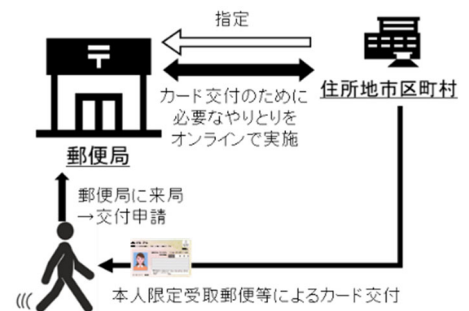 指定
〒
カード交付のために
必要なやりとりを
オンラインで実施
住所地市区町村
郵便局
郵便局に来局
→交付申請
本人限定受取郵便等によるカード交付